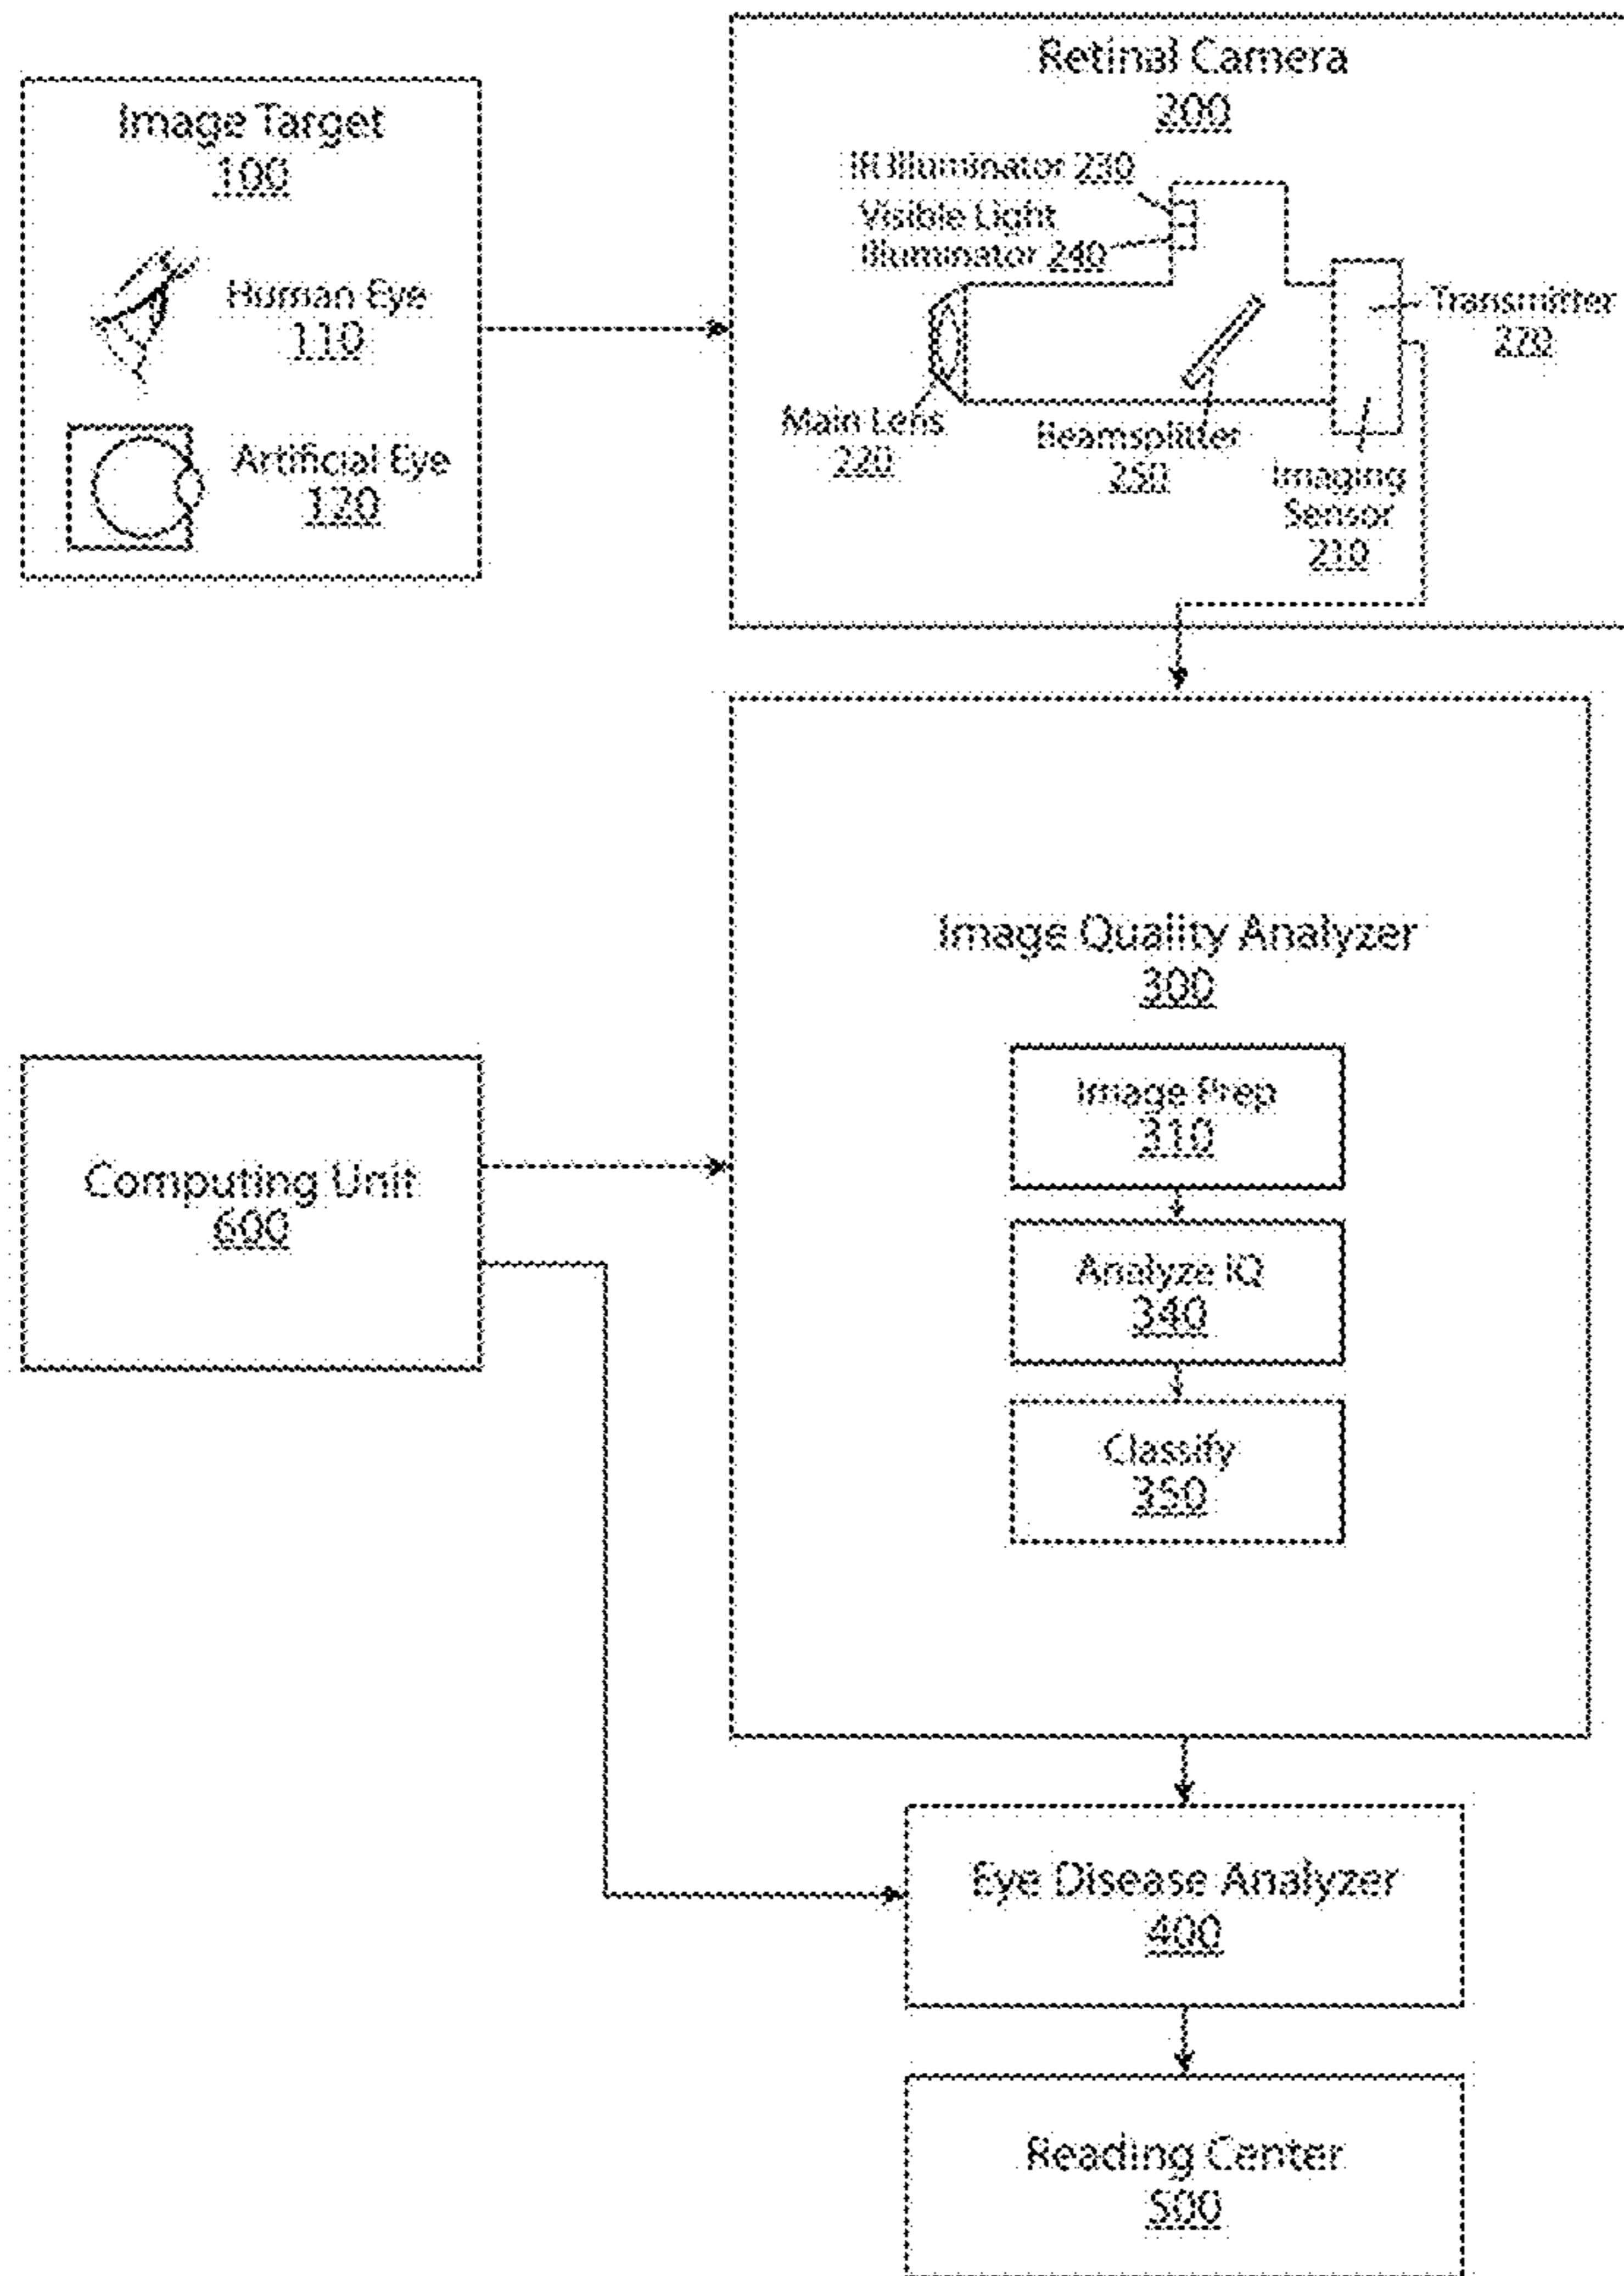 Image Target
100
Human Eye
110
Artificial Eye
120
Retinal Camera
200
IR Illuminator 230
Visible Light
Illuminator 240
Transmitter
270
Main Lens
220
Beamsplitter
250
Imaging
Sensor
210
Image Quality Analyzer
300
Image Prep
310
Analyze IQ
340
Classify
350
Computing Unit
600
Eye Disease Analyzer
400
Reading Center
500